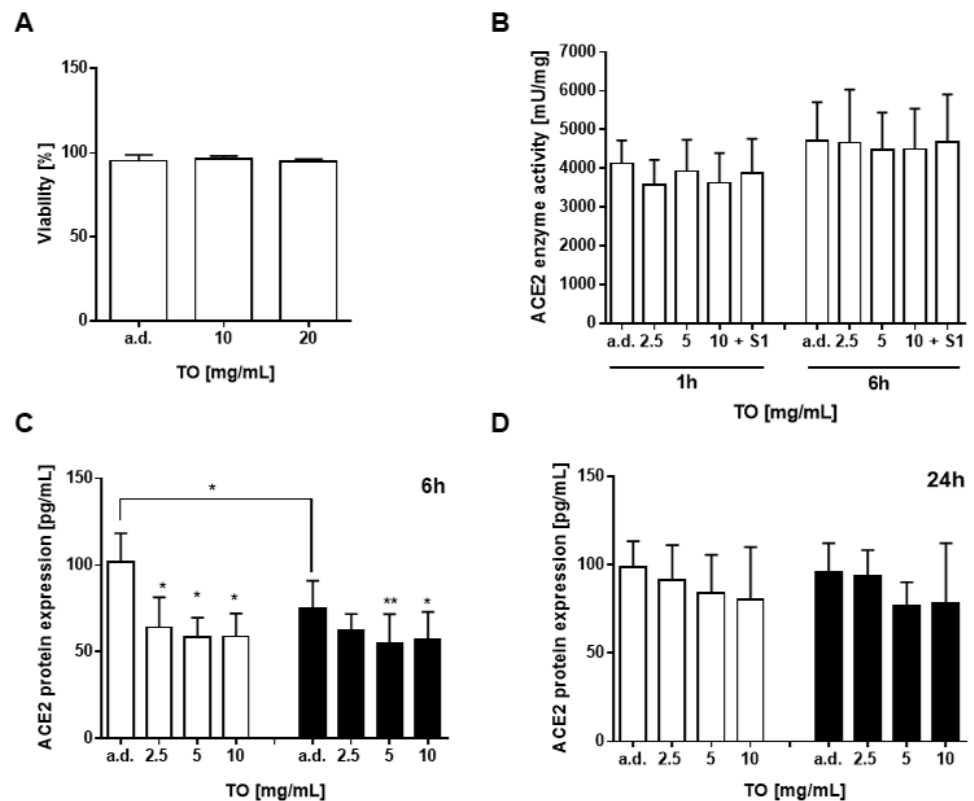 A
Viability [%]
150
100
50
0
a.d. 10 20
TO [mg/mL]
B
ACE2 enzyme activity [mU/mg]
7000
6000
5000
4000
3000
2000
1000
0
a.d. 2.5 5 10 + S1 a.d. 2.5 5 10 + S1
1h 6h
TO [mg/mL]
C
ACE2 protein expression [pg/mL]
6h
150
100
50
0
*
* * * ** *
a.d. 2.5 5 10 a.d. 2.5 5 10
TO [mg/mL]
D
ACE2 protein expression [pg/mL]
24h
150
100
50
0
a.d. 2.5 5 10 a.d. 2.5 5 10
TO [mg/mL]